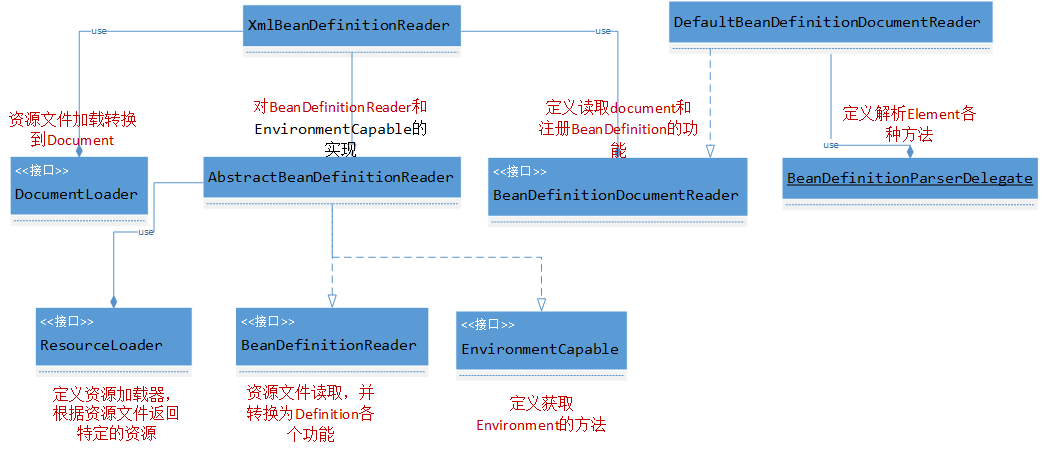 XmlBeanDefinitionReader
DefaultBeanDefinitionDocumentReader
use
use
资源文件加载转换
到Document
对BeanDefinitionReader和
EnvironmentCapable的
实现
定义读取document和
注册BeanDefinition的功
能
定义解析Element各
种方法
use
<<接口>>
DocumentLoader
AbstractBeanDefinitionReader
<<接口>>
BeanDefinitionDocumentReader
BeanDefinitionParserDelegate
use
<<接口>>
ResourceLoader
<<接口>>
BeanDefinitionReader
<<接口>>
EnvironmentCapable
定义资源加载器，
根据资源文件返回
特定的资源
资源文件读取，并
转换为Definition各
个功能
定义获取
Environment的方法